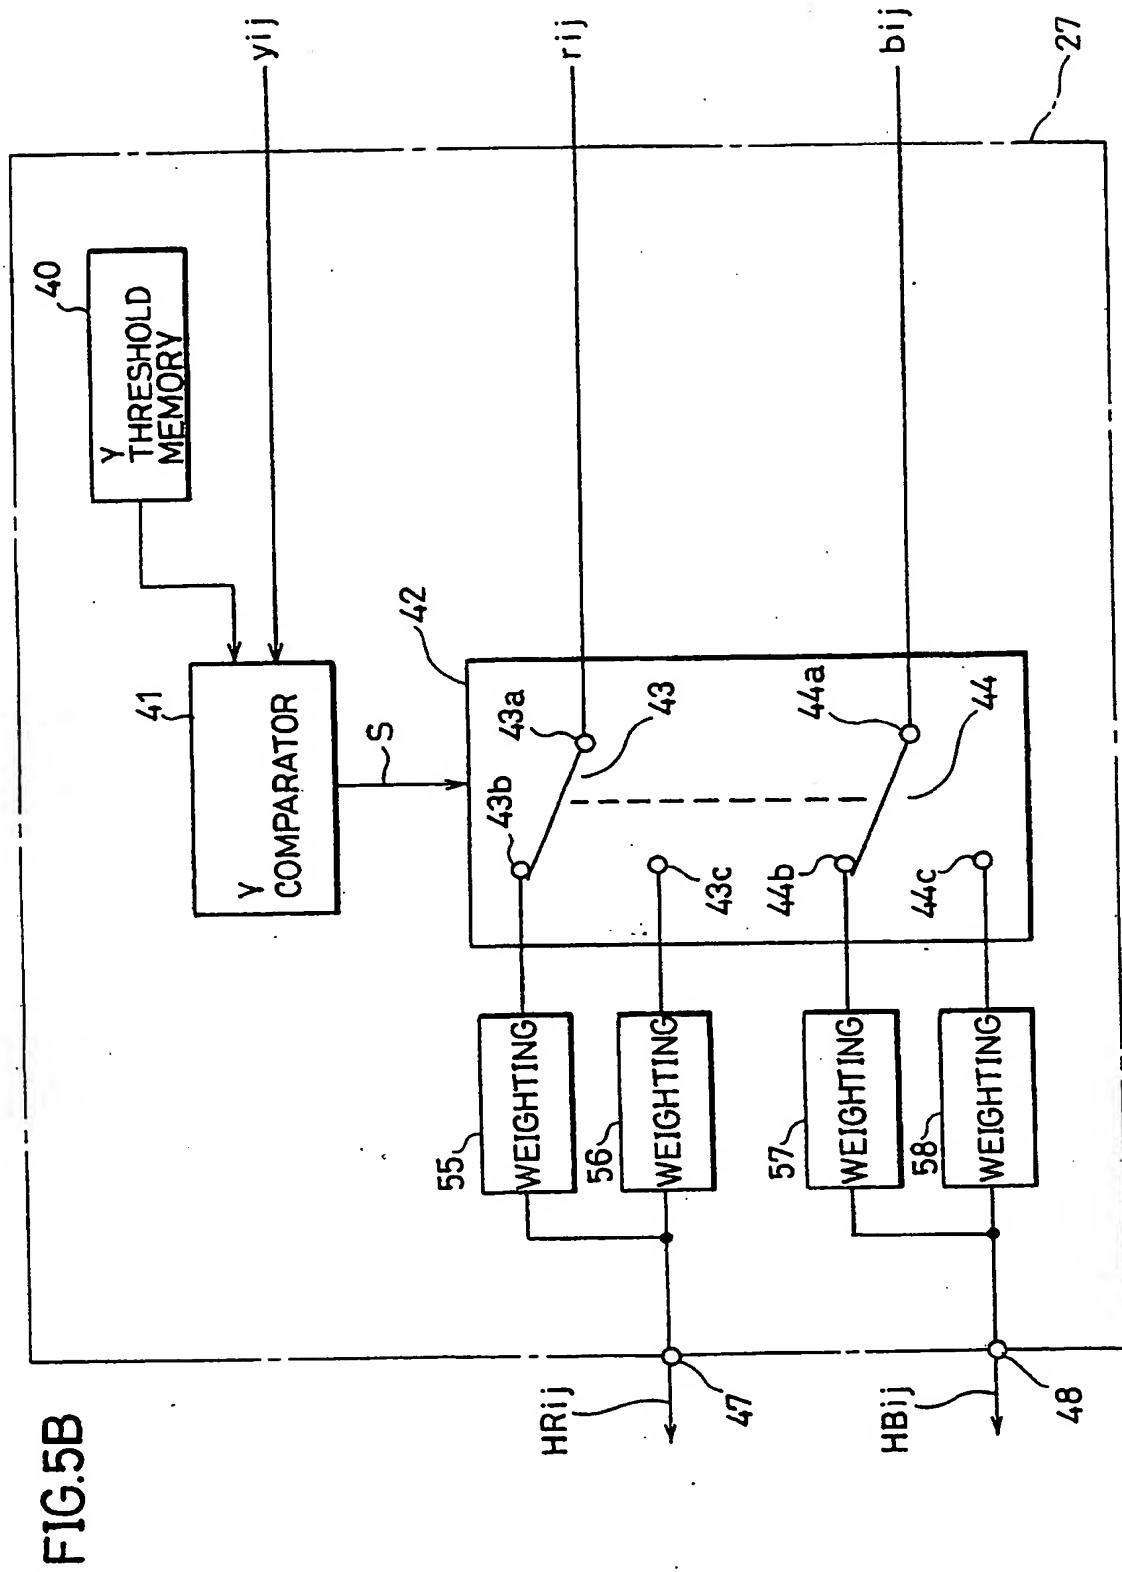 FIG.5B
yij
rij
bij
27
40
Y
THRESHOLD
MEMORY
41
Y
COMPARATOR
S
42
43a
43b
43
43c
44a
44b
44
44c
55
WEIGHTING
56
WEIGHTING
57
WEIGHTING
58
WEIGHTING
HRij
47
HBij
48